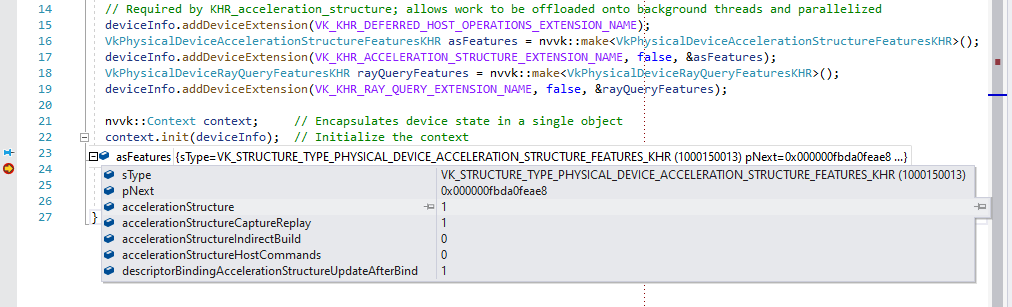 14 // Required by KHR_acceleration_structure; allows work to be offloaded onto background threads and parallelized
15 deviceInfo.addDeviceExtension(VK_KHR_DEFERRED_HOST_OPERATIONS_EXTENSION_NAME);
16 VkPhysicalDeviceAccelerationStructureFeaturesKHR asFeatures = nvvk::make<VkPhysicalDeviceAccelerationStructureFeaturesKHR>();
17 deviceInfo.addDeviceExtension(VK_KHR_ACCELERATION_STRUCTURE_EXTENSION_NAME, false, &asFeatures);
18 VkPhysicalDeviceRayQueryFeaturesKHR rayQueryFeatures = nvvk::make<VkPhysicalDeviceRayQueryFeaturesKHR>();
19 deviceInfo.addDeviceExtension(VK_KHR_RAY_QUERY_EXTENSION_NAME, false, &rayQueryFeatures);
20
21 nvvk::Context context; // Encapsulates device state in a single object
22 context.init(deviceInfo); // Initialize the context
23 asFeatures {sType=VK_STRUCTURE_TYPE_PHYSICAL_DEVICE_ACCELERATION_STRUCTURE_FEATURES_KHR (1000150013) pNext=0x000000fbda0feae8 ...}
24 sType VK_STRUCTURE_TYPE_PHYSICAL_DEVICE_ACCELERATION_STRUCTURE_FEATURES_KHR (1000150013)
25 pNext 0x000000fbda0feae8
26 accelerationStructure 1
27 } accelerationStructureCaptureReplay 1
accelerationStructureIndirectBuild 0
accelerationStructureHostCommands 0
descriptorBindingAccelerationStructureUpdateAfterBind 1